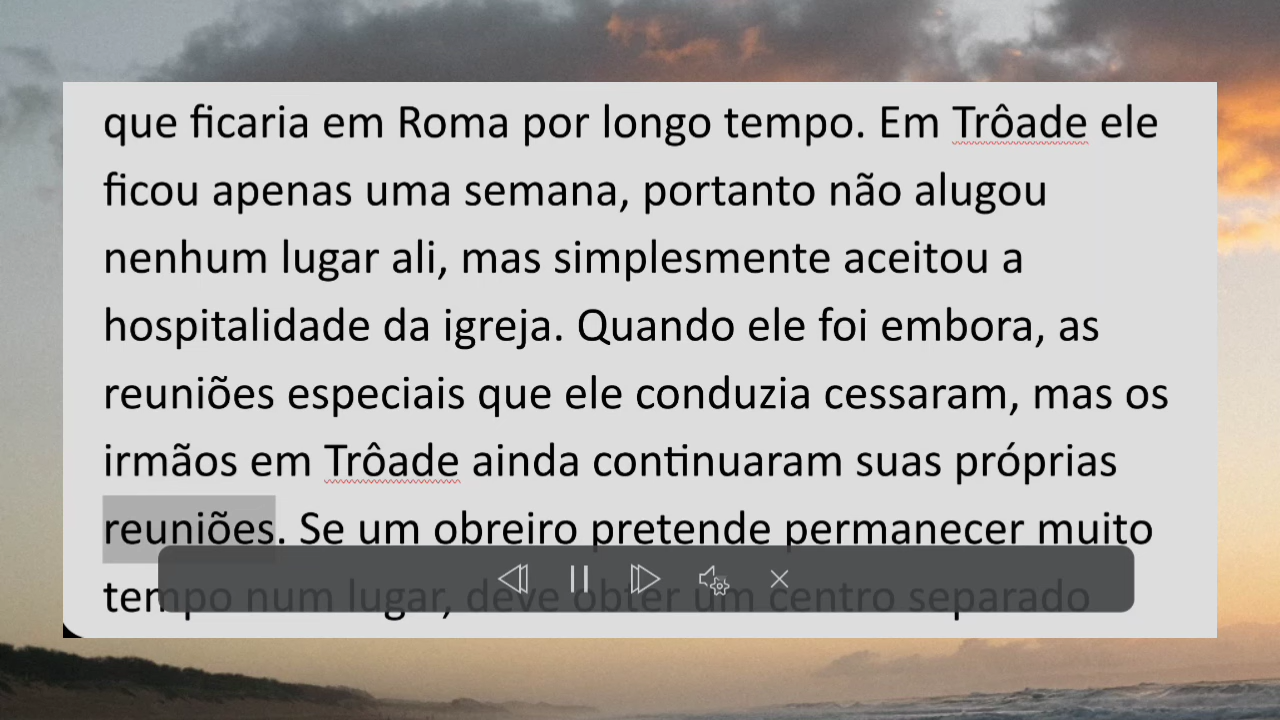 que ficaria em Roma por longo tempo. Em Trôade ele
ficou apenas uma semana, portanto não alugou
nenhum lugar ali, mas simplesmente aceitou a
hospitalidade da igreja. Quando ele foi embora, as
reuniões especiais que ele conduzia cessaram, mas os
irmãos em Trôade ainda continuaram suas próprias
reuniões. Se um obreiro pretende permanecer muito
tempo num lugar, deve obter um centro separado